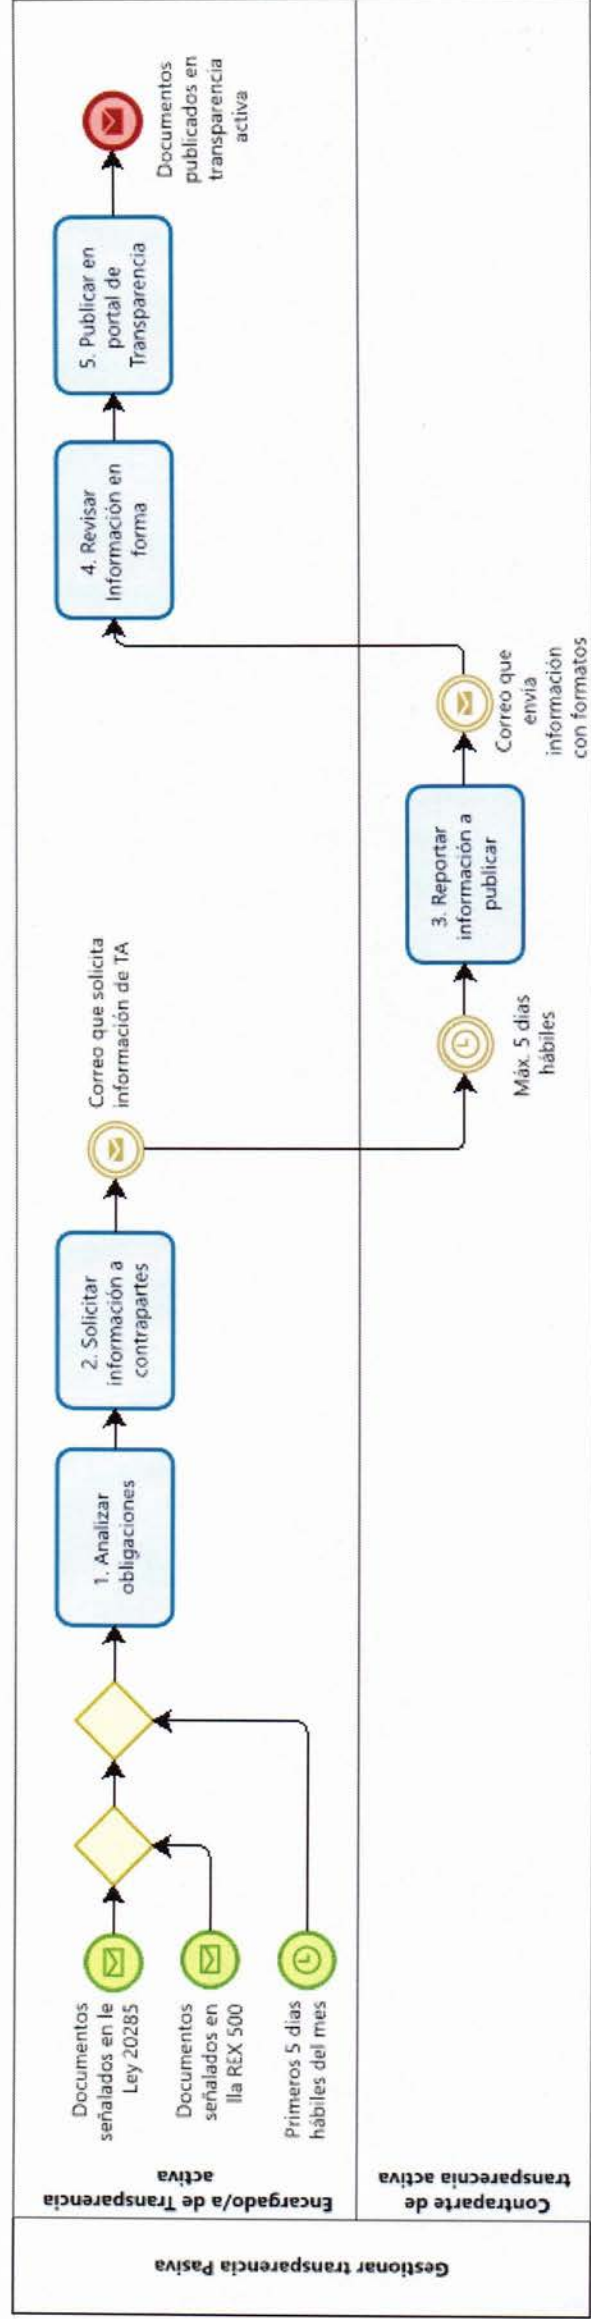 Gestionar transparencia Pasiva
Encargado/a de Transparencia
activa
Documentos
señalados en le
Ley 20285
Documentos
señalados en
lla REX 500
Primeros 5 dias
hábiles del mes
1. Analizar
obligaciones
2. Solicitar
información a
contrapartes
Correo que solicita
información de TA
4. Revisar
Información en
forma
5. Publicar en
portal de
Transparencia
Documentos
publicados en
transparencia
activa
Contraparte de
transparecnia activa
Máx. 5 dias
hábiles
3. Reportar
información a
publicar
Correo que
envia
información
con formatos